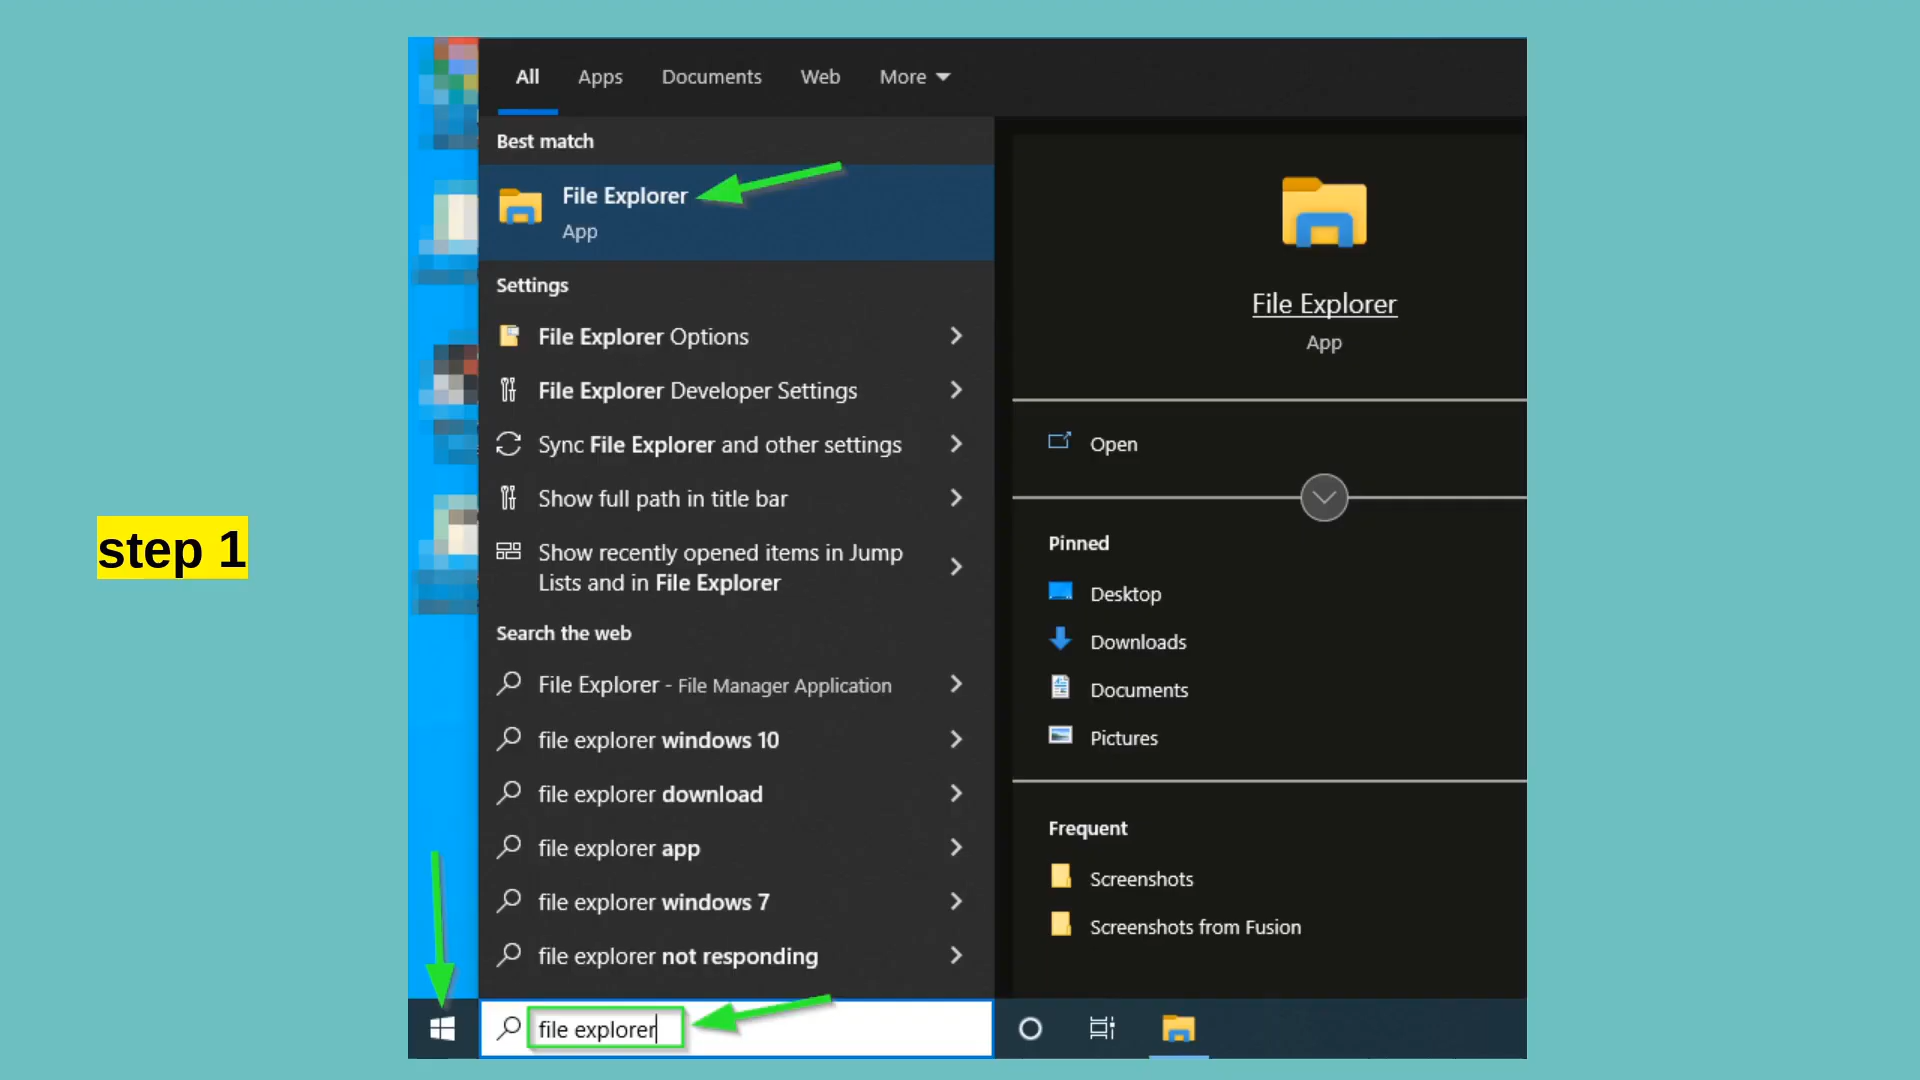 All Apps Documents Web More
Best match
File Explorer
App
Settings
File Explorer Options
File Explorer Developer Settings
Sync File Explorer and other settings
Show full path in title bar
Show recently opened items in Jump
Lists and in File Explorer
Search the web
File Explorer - File Manager Application
file explorer windows 10
file explorer download
file explorer app
file explorer windows 7
file explorer not responding
file explorer
File Explorer
App
Open
Pinned
Desktop
Downloads
Documents
Pictures
Frequent
Screenshots
Screenshots from Fusion
step 1